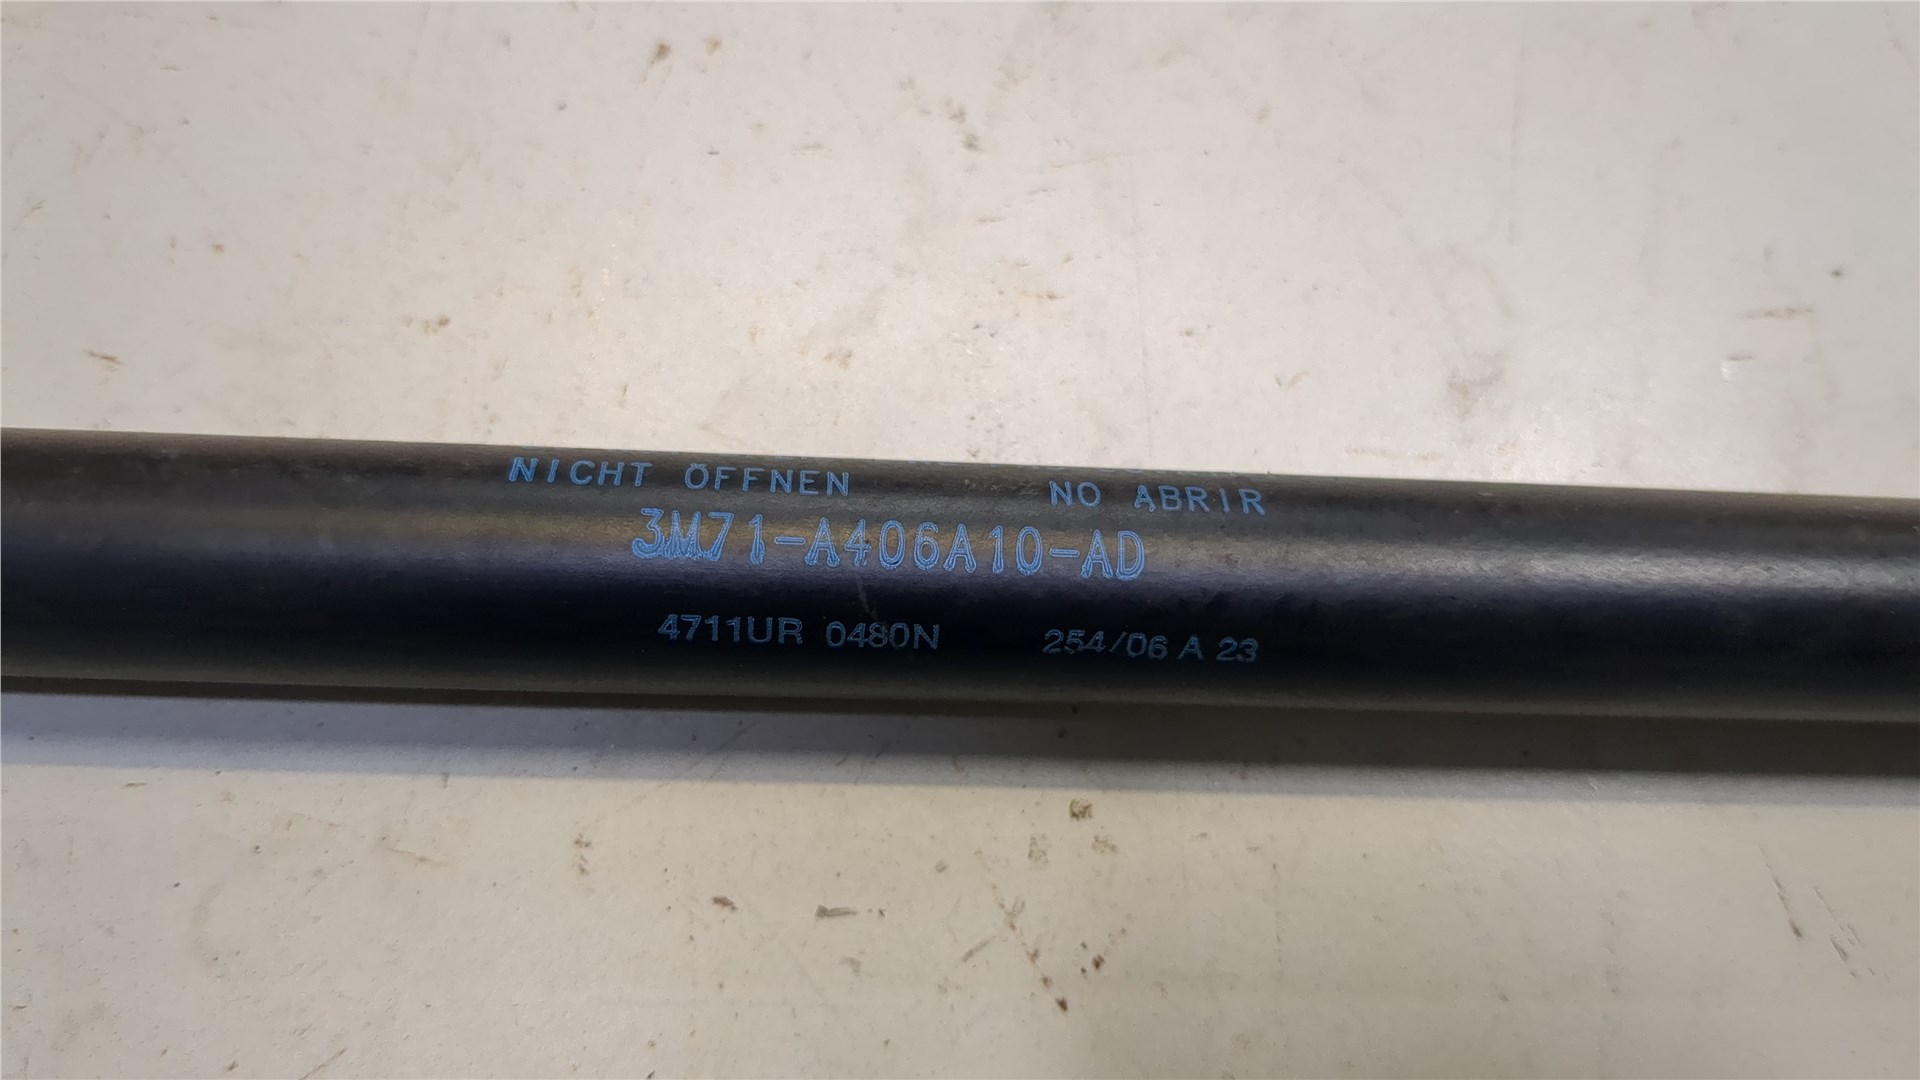 NICHT ÖFFNEN NO ABRIR
3M71-A406A10-AD
4711UR 0480N 254/06 A 23